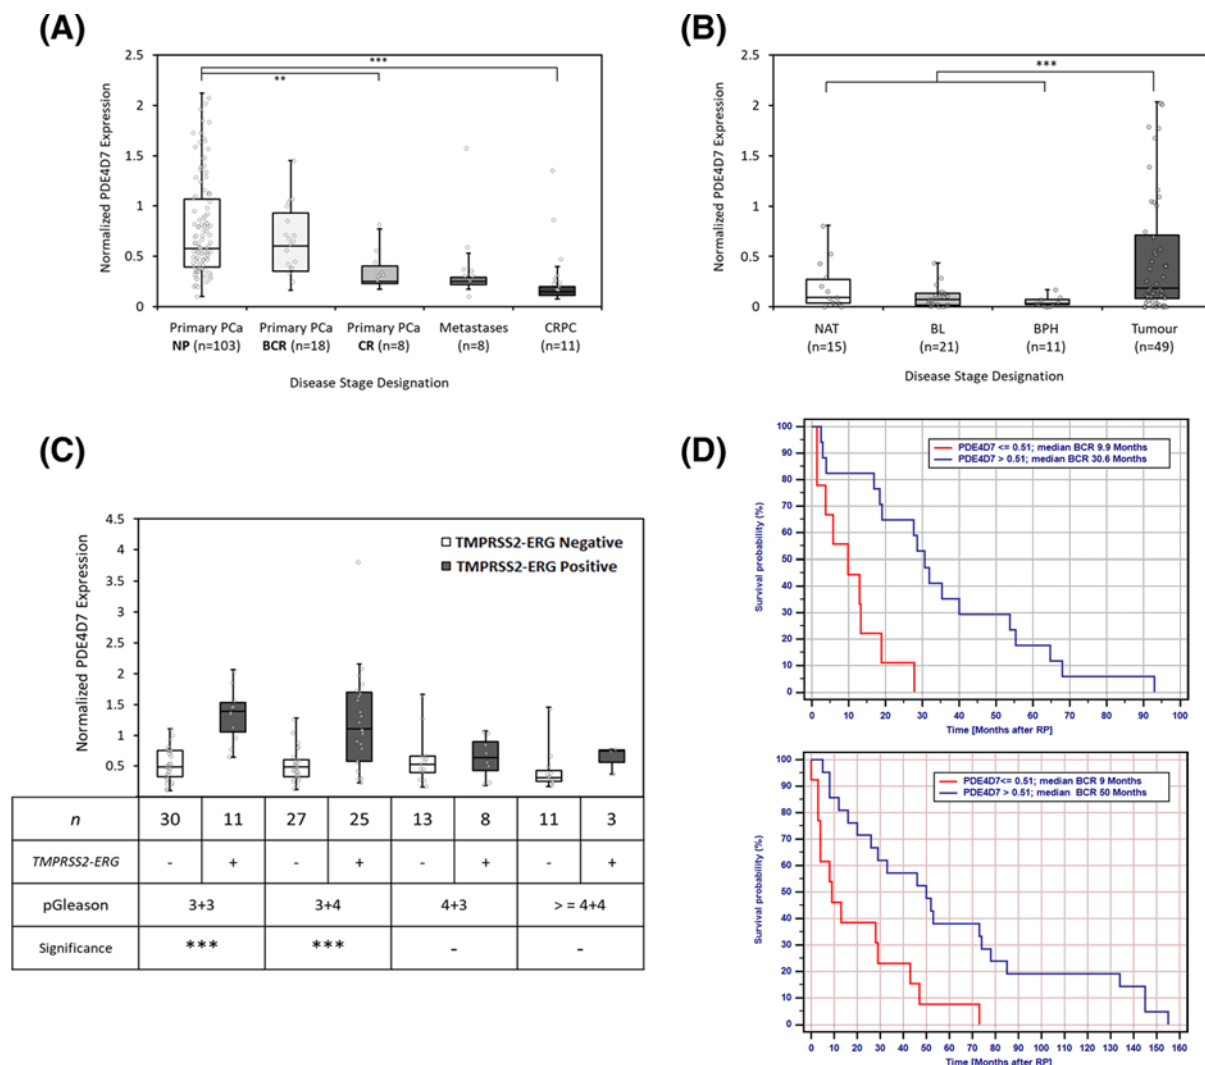 (A)
2.5
2
1.5
1
0.5
0
Normalized PDE4D7 Expression
***
**
Primary PCa Primary PCa Primary PCa Metastases CRPC
NP (n=103) BCR (n=18) CR (n=8) (n=8) (n=11)
Disease Stage Designation
(B)
2.5
2
1.5
1
0.5
0
Normalized PDE4D7 Expression
***
NAT BL BPH Tumour
(n=15) (n=21) (n=11) (n=49)
Disease Stage Designation
(C)
4.5
4
3.5
3
2.5
2
1.5
1
0.5
Normalized PDE4D7 Expression
TMPRSS2-ERG Negative
TMPRSS2-ERG Positive
n 30 11 27 25 13 8 11 3
TMPRSS2-ERG - + - + - + - +
pGleason 3+3 3+4 4+3 > = 4+4
Significance *** *** - -
(D)
100
90
80
70
60
50
40
30
20
10
0
Survival probability (%)
PDE4D7 <= 0.51; median BCR 9.9 Months
PDE4D7 > 0.51; median BCR 30.6 Months
0 10 20 30 40 50 60 70 80 90 100
Time [Months after RP]
100
90
80
70
60
50
40
30
20
10
0
Survival probability (%)
PDE4D7<= 0.51; median BCR 9 Months
PDE4D7 > 0.51; median BCR 50 Months
0 10 20 30 40 50 60 70 80 90 100 110 120 130 140 150 160
Time [Months after RP]